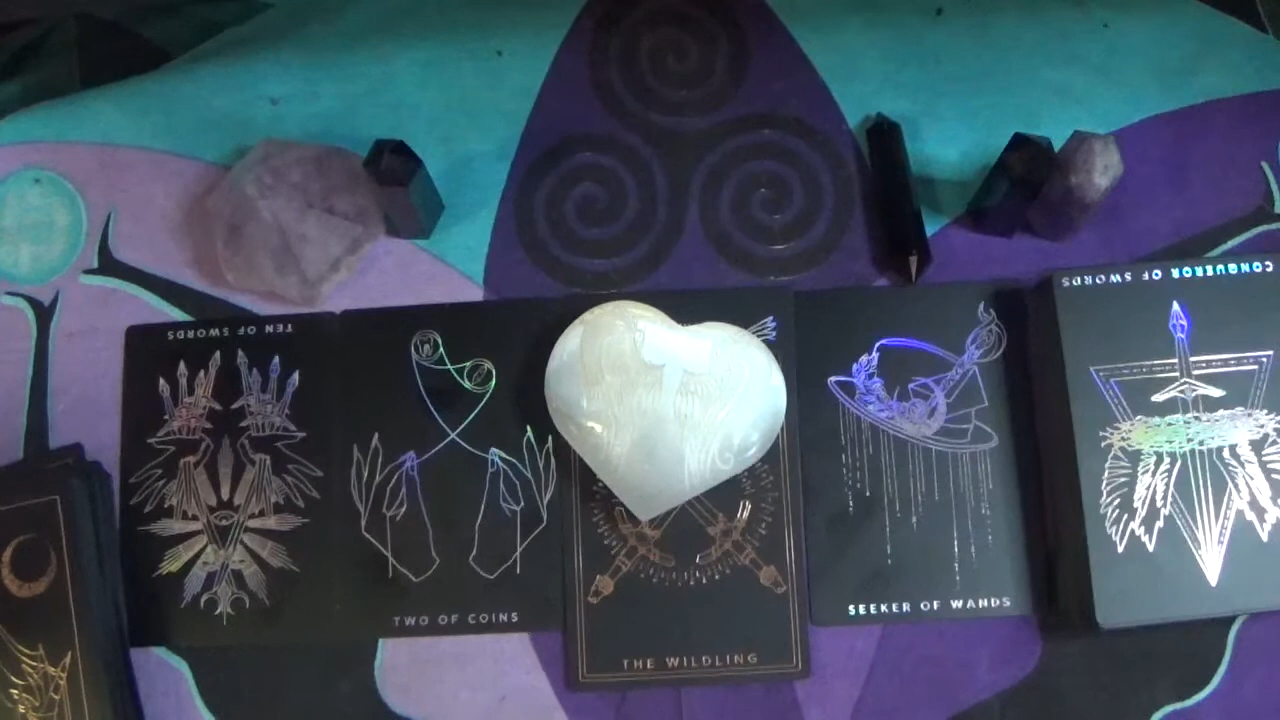 TEN OF SWORDS
TWO OF COINS
THE WILDLING
SEEKER OF WANDS
CONQUEROR OF SWORDS